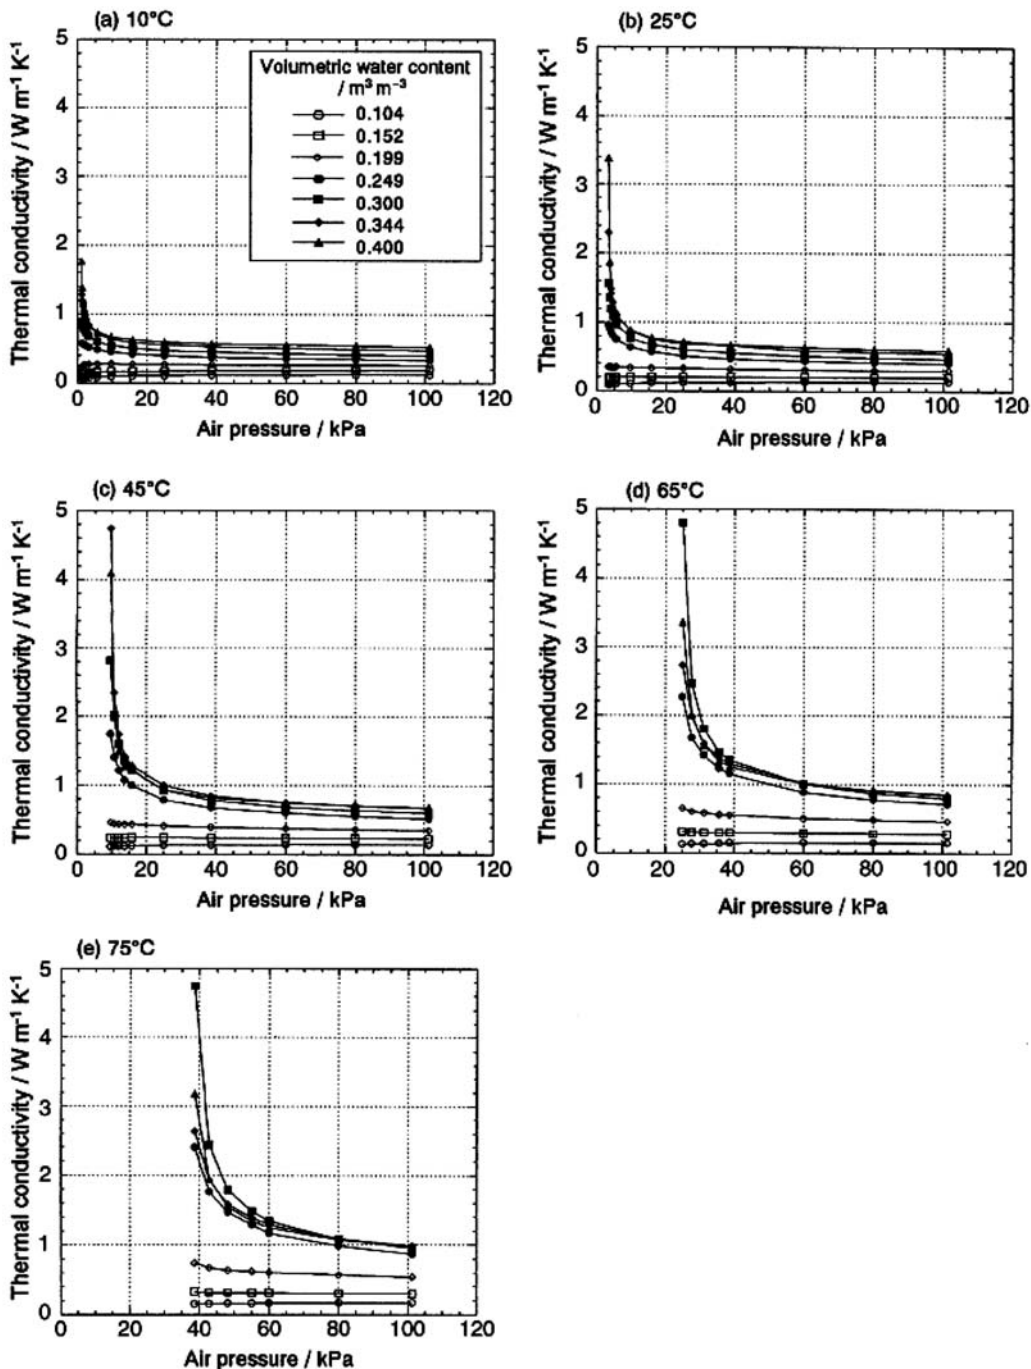 (a) 10°C
Thermal conductivity / W m⁻¹ K⁻¹
5
4
3
2
1
0
Volumetric water content
/ m³ m⁻³
0.104
0.152
0.199
0.249
0.300
0.344
0.400
0 20 40 60 80 100 120
Air pressure / kPa
(b) 25°C
Thermal conductivity / W m⁻¹ K⁻¹
5
4
3
2
1
0
0 20 40 60 80 100 120
Air pressure / kPa
(c) 45°C
Thermal conductivity / W m⁻¹ K⁻¹
5
4
3
2
1
0
0 20 40 60 80 100 120
Air pressure / kPa
(d) 65°C
Thermal conductivity / W m⁻¹ K⁻¹
5
4
3
2
1
0
0 20 40 60 80 100 120
Air pressure / kPa
(e) 75°C
Thermal conductivity / W m⁻¹ K⁻¹
5
4
3
2
1
0
0 20 40 60 80 100 120
Air pressure / kPa